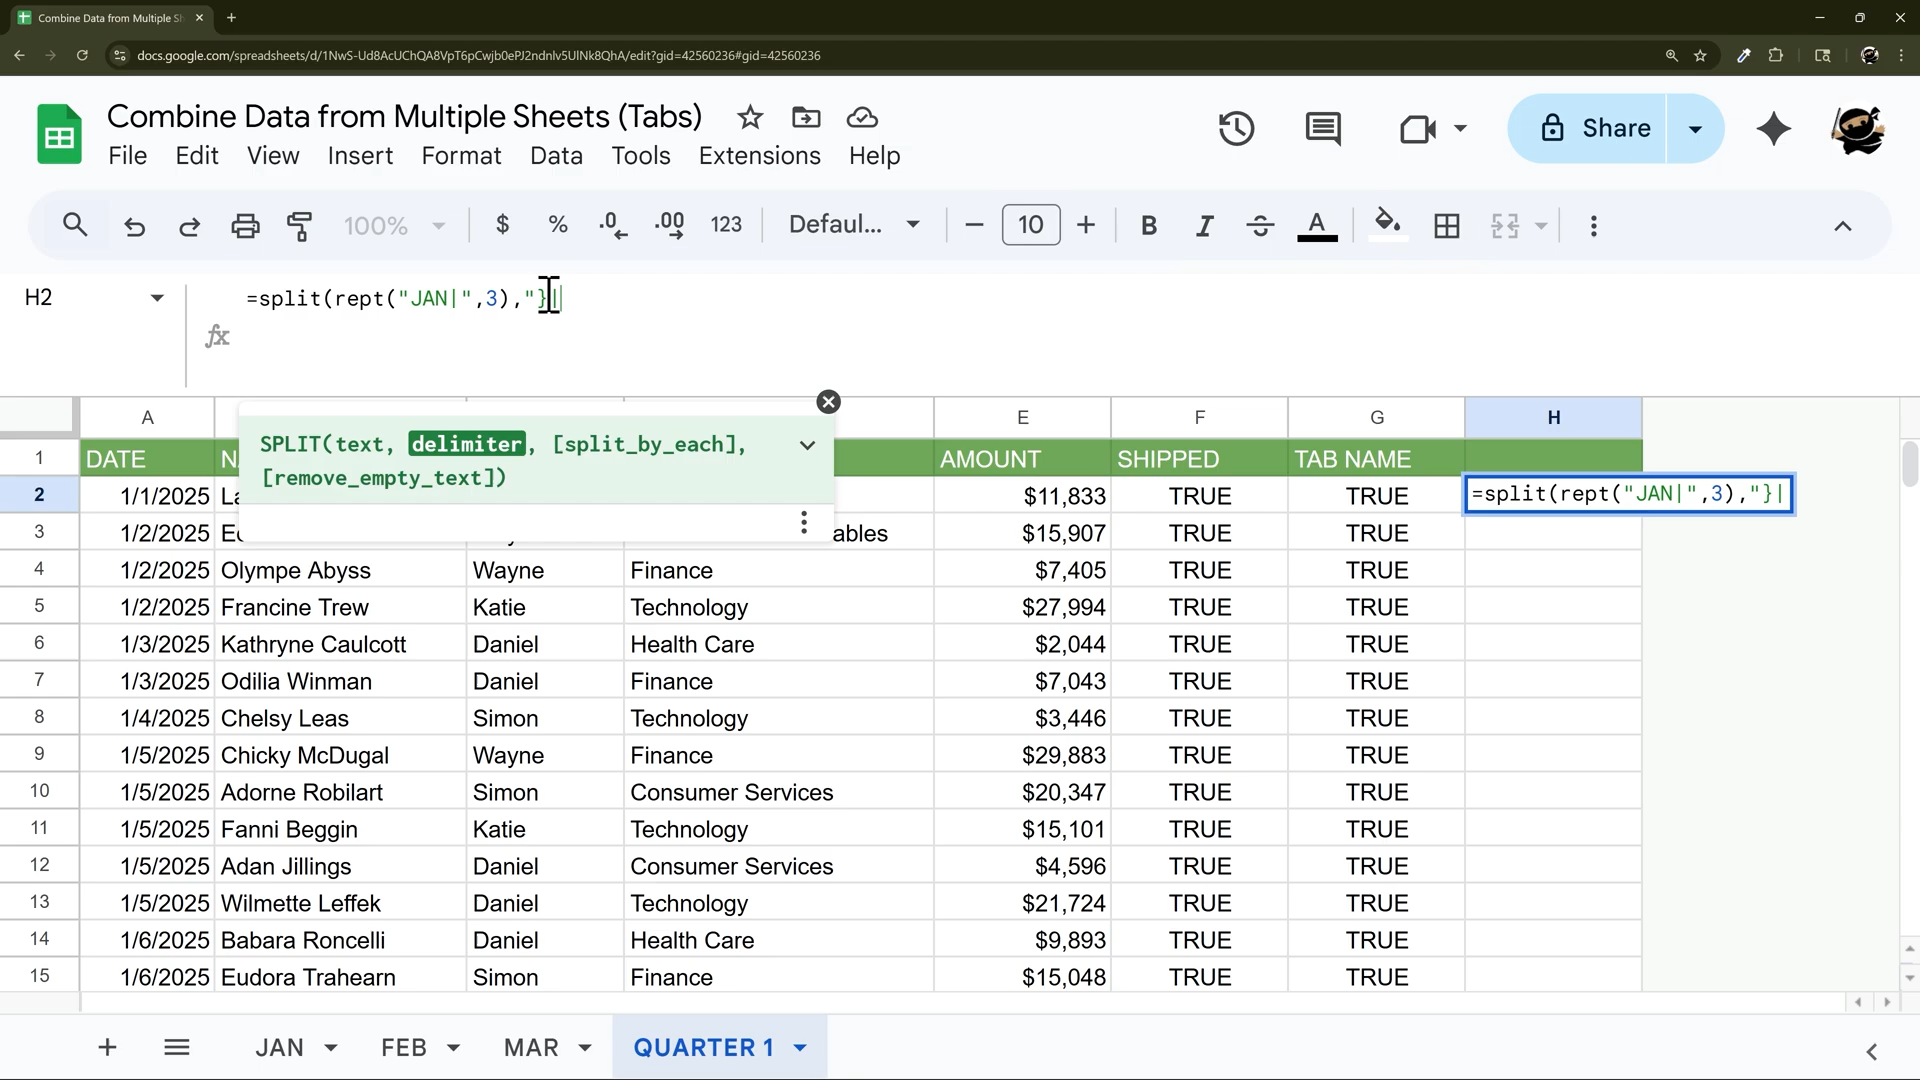 Combine Data from Multiple Sh
docs.google.com/spreadsheets/d/1NwS-Ud8AcUChQA8VpT6pCwjb0ePJ2ndnlv5UlNk8QhA/edit?gid=42560236#gid=42560236
Combine Data from Multiple Sheets (Tabs)
Share
File Edit View Insert Format Data Tools Extensions Help
100% $ % .0 .00 123 Defaul... 10 B I S A
H2 =split(rept("JAN|",3),"}
fx
A E F G H
SPLIT(text, delimiter, [split_by_each], [remove_empty_text])
1 DATE AMOUNT SHIPPED TAB NAME
2 1/1/2025 La $11,833 TRUE TRUE =split(rept("JAN|",3),"}
3 1/2/2025 Ed ables $15,907 TRUE TRUE
4 1/2/2025 Olympe Abyss Wayne Finance $7,405 TRUE TRUE
5 1/2/2025 Francine Trew Katie Technology $27,994 TRUE TRUE
6 1/3/2025 Kathryne Caulcott Daniel Health Care $2,044 TRUE TRUE
7 1/3/2025 Odilia Winman Daniel Finance $7,043 TRUE TRUE
8 1/4/2025 Chelsy Leas Simon Technology $3,446 TRUE TRUE
9 1/5/2025 Chicky McDugal Wayne Finance $29,883 TRUE TRUE
10 1/5/2025 Adorne Robilart Simon Consumer Services $20,347 TRUE TRUE
11 1/5/2025 Fanni Beggin Katie Technology $15,101 TRUE TRUE
12 1/5/2025 Adan Jillings Daniel Consumer Services $4,596 TRUE TRUE
13 1/5/2025 Wilmette Leffek Daniel Technology $21,724 TRUE TRUE
14 1/6/2025 Babara Roncelli Daniel Health Care $9,893 TRUE TRUE
15 1/6/2025 Eudora Trahearn Simon Finance $15,048 TRUE TRUE
JAN FEB MAR QUARTER 1